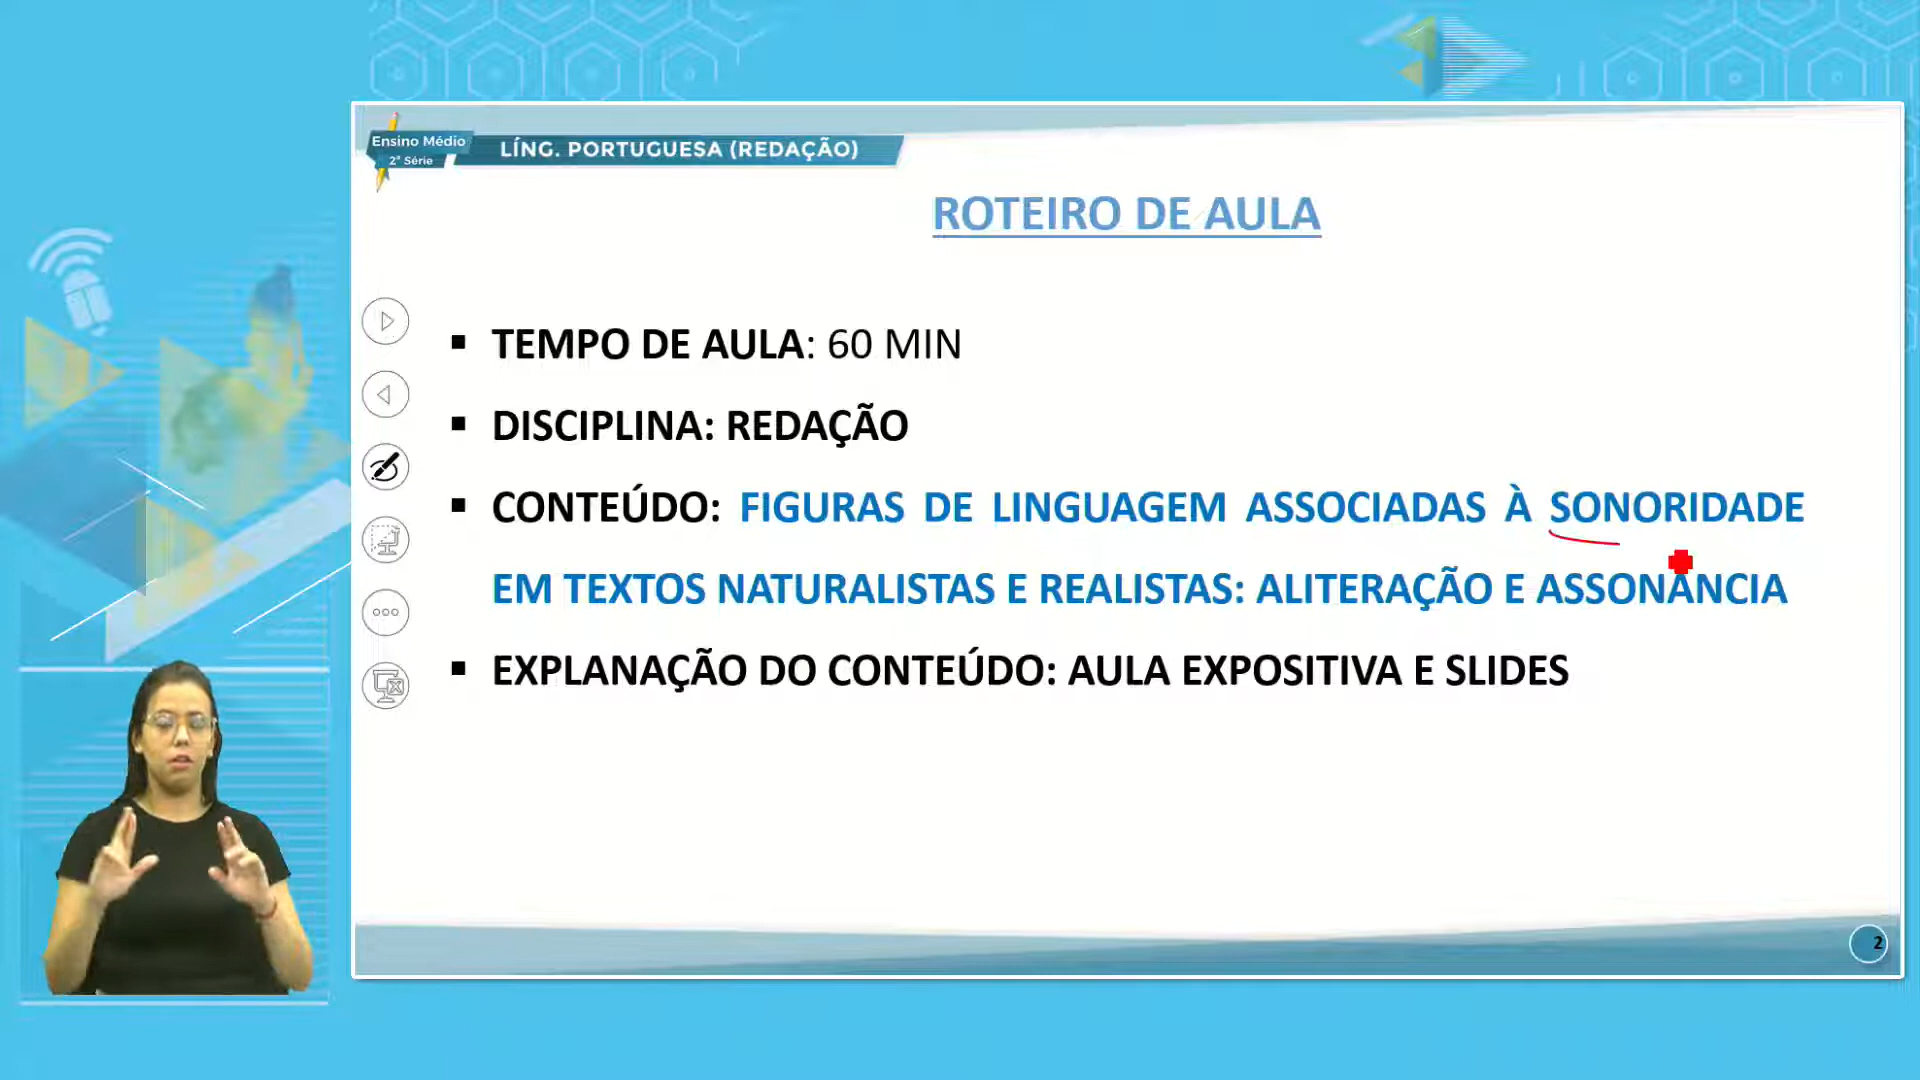 Ensino Médio
2ª Série
LÍNG. PORTUGUESA (REDAÇÃO)
ROTEIRO DE AULA
▪ TEMPO DE AULA: 60 MIN
▪ DISCIPLINA: REDAÇÃO
▪ CONTEÚDO: FIGURAS DE LINGUAGEM ASSOCIADAS À SONORIDADE
EM TEXTOS NATURALISTAS E REALISTAS: ALITERAÇÃO E ASSONÂNCIA
▪ EXPLANAÇÃO DO CONTEÚDO: AULA EXPOSITIVA E SLIDES
2